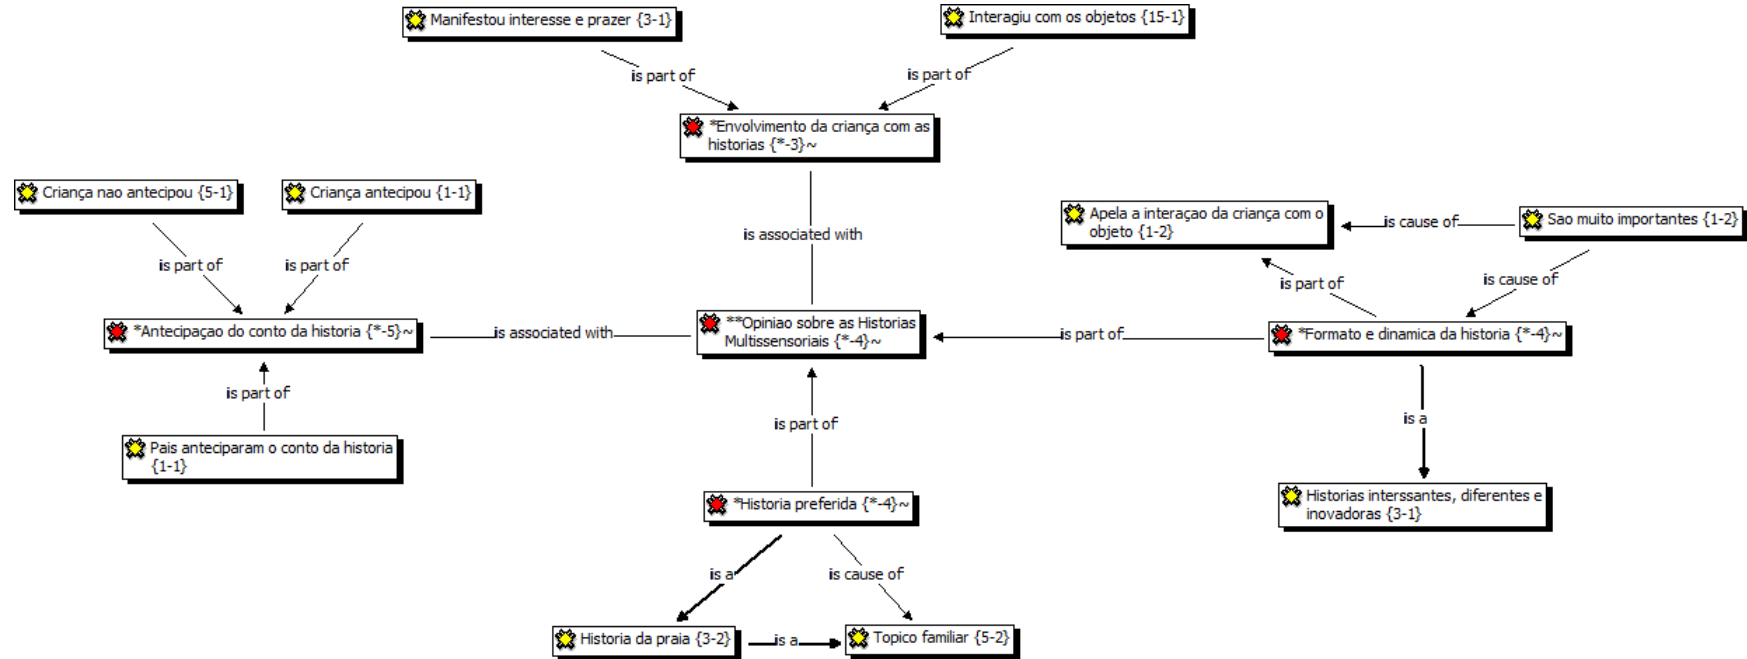 Manifestou interesse e prazer {3-1}
Interagiu com os objetos {15-1}
is part of
is part of
*Envolvimento da criança com as
historias {*-3}~
Criança nao antecipou {5-1}
Criança antecipou {1-1}
is associated with
Apela a interaçao da criança com o
objeto {1-2}
is cause of
Sao muito importantes {1-2}
is part of
is part of
is part of
is cause of
*Antecipaçao do conto da historia {*-5}~
is associated with
**Opiniao sobre as Historias
Multissensoriais {*-4}~
is part of
*Formato e dinamica da historia {*-4}~
is part of
is part of
is a
Pais anteciparam o conto da historia
{1-1}
*Historia preferida {*-4}~
Historias interssantes, diferentes e
inovadoras {3-1}
is a
is cause of
Historia da praia {3-2}
is a
Topico familiar {5-2}